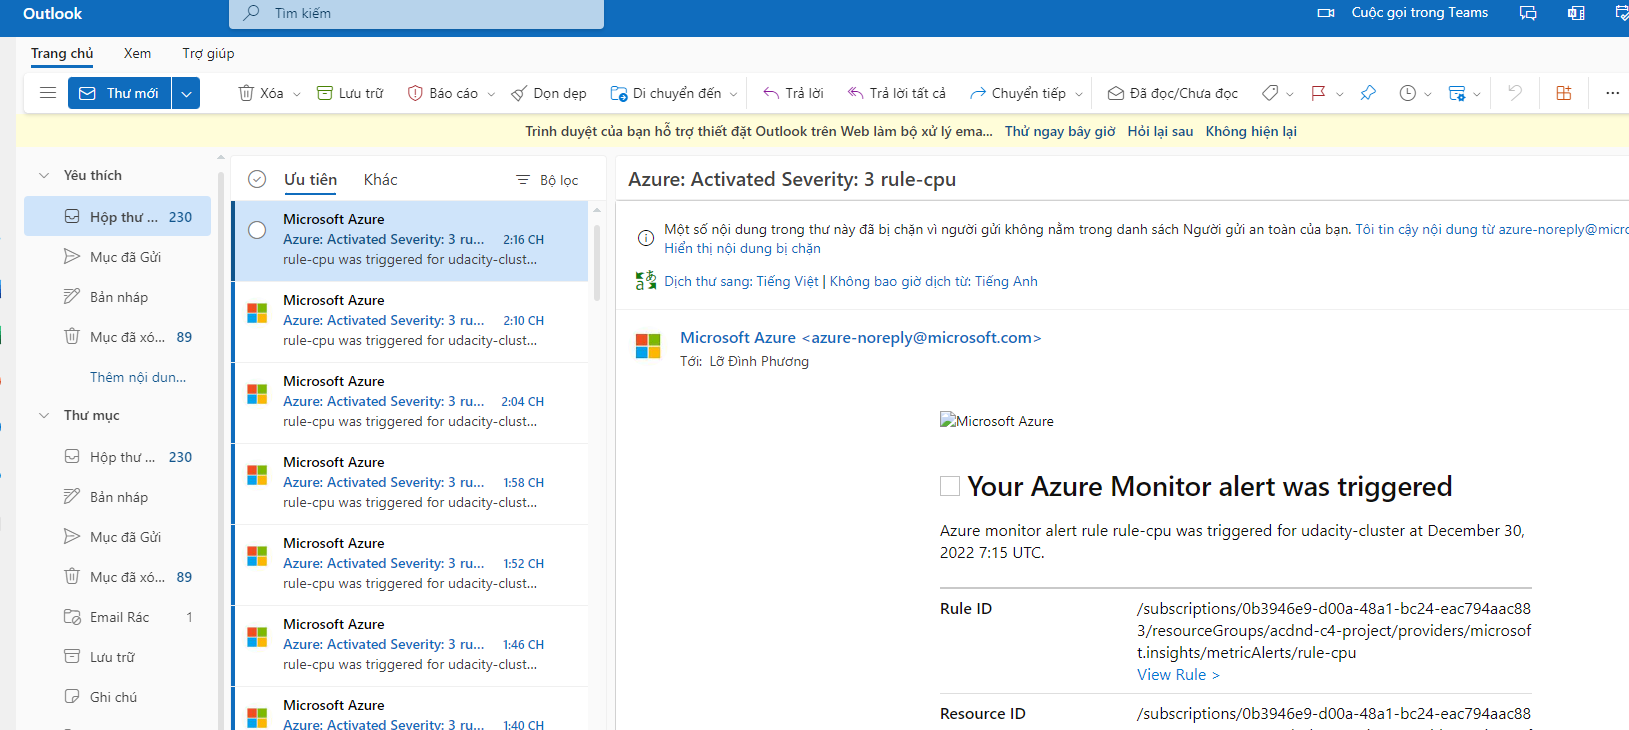 Outlook
Tìm kiếm
Cuộc gọi trong Teams
Trang chủ
Xem
Trợ giúp
Thư mới
Xóa
Lưu trữ
Báo cáo
Dọn dẹp
Di chuyển đến
Trả lời
Trả lời tất cả
Chuyển tiếp
Đã đọc/Chưa đọc
Trình duyệt của bạn hỗ trợ thiết đặt Outlook trên Web làm bộ xử lý ema... Thử ngay bây giờ Hỏi lại sau Không hiện lại
Yêu thích
Hộp thư ... 230
Mục đã Gửi
Bản nháp
Mục đã xó... 89
Thêm nội dun...
Thư mục
Hộp thư ... 230
Bản nháp
Mục đã Gửi
Mục đã xó... 89
Email Rác 1
Lưu trữ
Ghi chú
Ưu tiên
Khác
Bộ lọc
Microsoft Azure
Azure: Activated Severity: 3 ru... 2:16 CH
rule-cpu was triggered for udacity-clust...
Microsoft Azure
Azure: Activated Severity: 3 ru... 2:10 CH
rule-cpu was triggered for udacity-clust...
Microsoft Azure
Azure: Activated Severity: 3 ru... 2:04 CH
rule-cpu was triggered for udacity-clust...
Microsoft Azure
Azure: Activated Severity: 3 ru... 1:58 CH
rule-cpu was triggered for udacity-clust...
Microsoft Azure
Azure: Activated Severity: 3 ru... 1:52 CH
rule-cpu was triggered for udacity-clust...
Microsoft Azure
Azure: Activated Severity: 3 ru... 1:46 CH
rule-cpu was triggered for udacity-clust...
Microsoft Azure
Azure: Activated Severity: 3 ru... 1:40 CH
Azure: Activated Severity: 3 rule-cpu
Một số nội dung trong thư này đã bị chặn vì người gửi không nằm trong danh sách Người gửi an toàn của bạn. Tôi tin cậy nội dung từ azure-noreply@micro
Hiển thị nội dung bị chặn
Dịch thư sang: Tiếng Việt | Không bao giờ dịch từ: Tiếng Anh
Microsoft Azure <azure-noreply@microsoft.com>
Tới: Lỡ Đình Phương
Microsoft Azure
Your Azure Monitor alert was triggered
Azure monitor alert rule rule-cpu was triggered for udacity-cluster at December 30,
2022 7:15 UTC.
Rule ID
/subscriptions/0b3946e9-d00a-48a1-bc24-eac794aac88
3/resourceGroups/acdnd-c4-project/providers/microsof
t.insights/metricAlerts/rule-cpu
View Rule >
Resource ID
/subscriptions/0b3946e9-d00a-48a1-bc24-eac794aac88